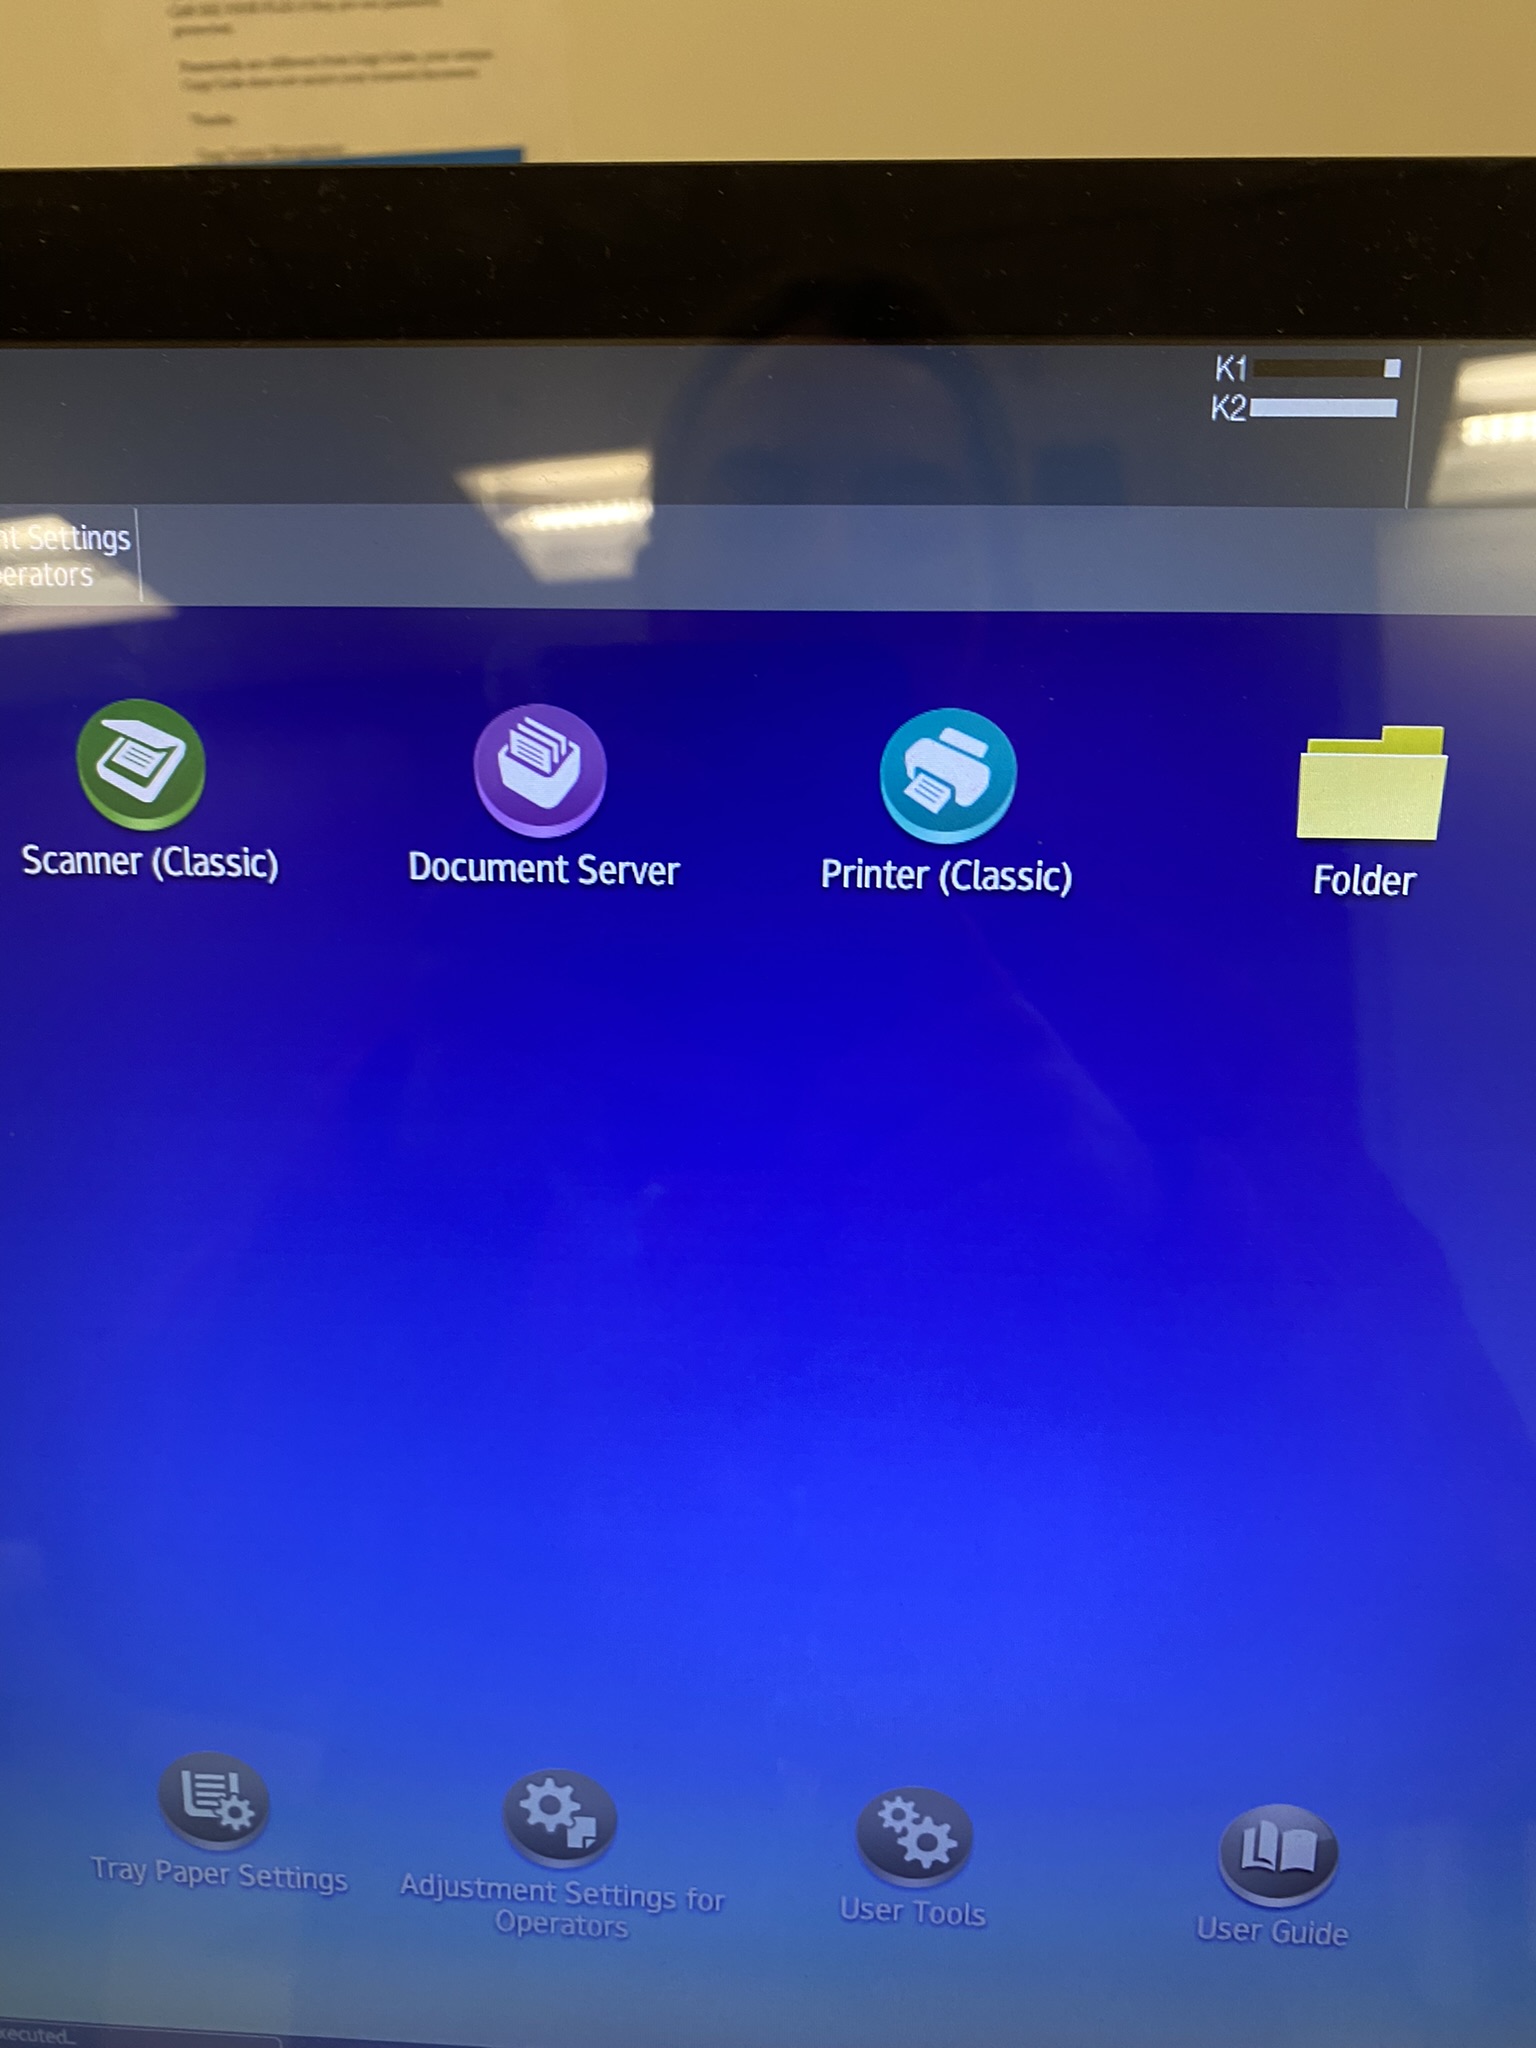 K1
K2
nt Settings
erators
Scanner (Classic)
Document Server
Printer (Classic)
Folder
Tray Paper Settings
Adjustment Settings for
Operators
User Tools
User Guide
xecuted...